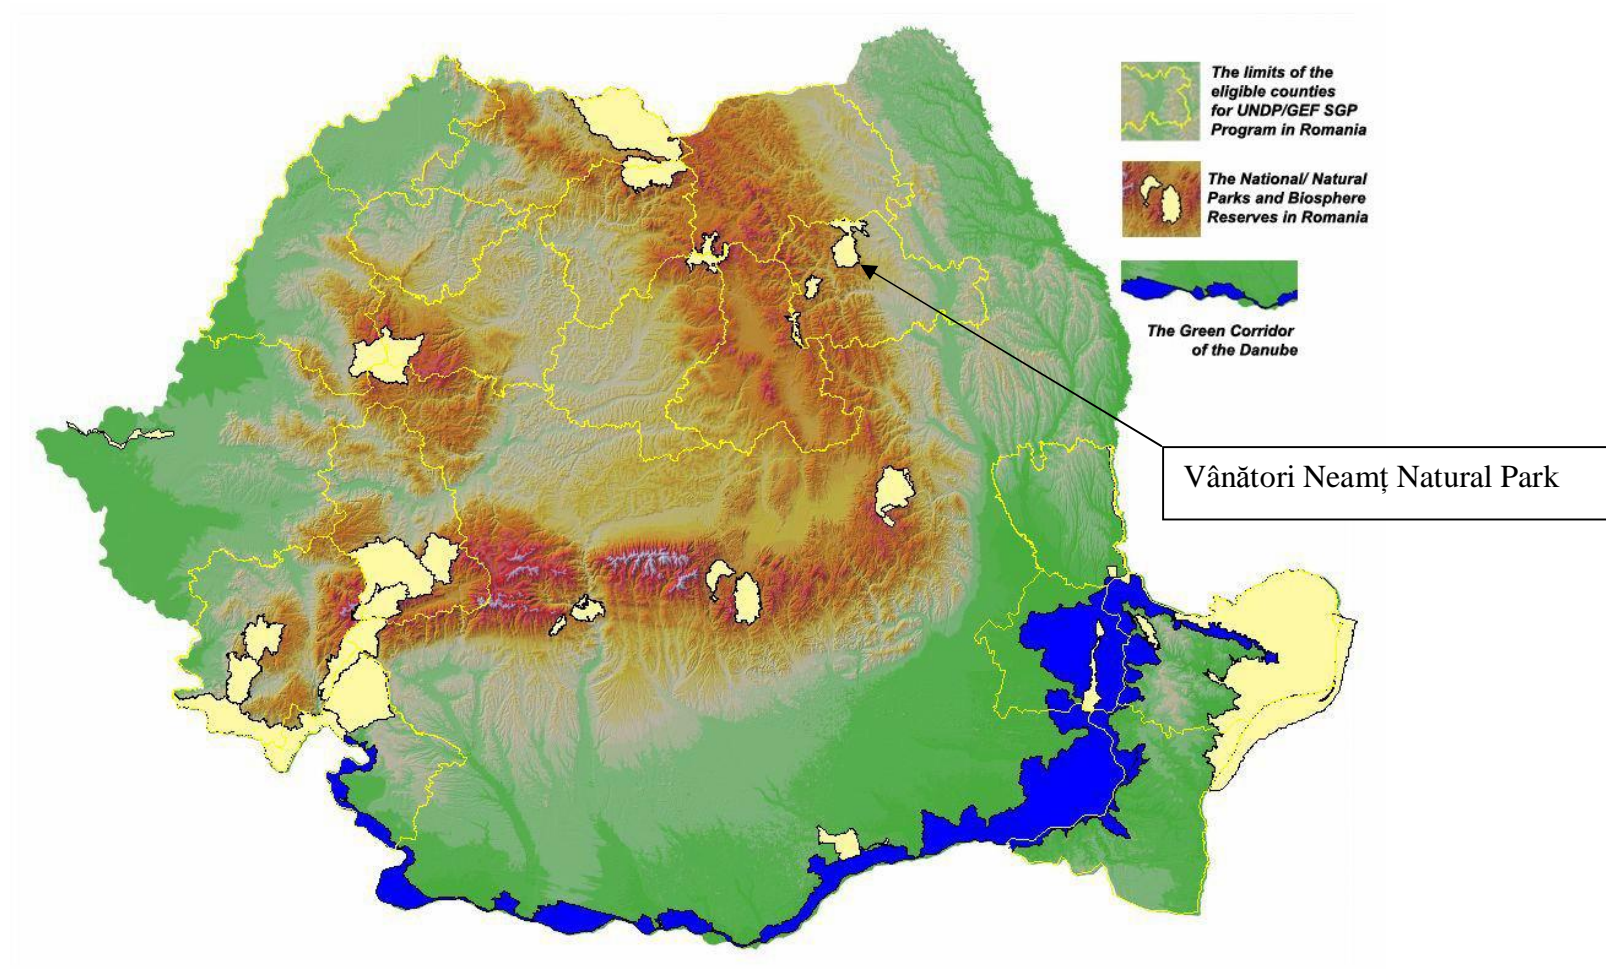 The limits of the
eligible counties
for UNDP/GEF SGP
Program in Romania
The National/ Natural
Parks and Biosphere
Reserves in Romania
The Green Corridor
of the Danube
Vânători Neamț Natural Park